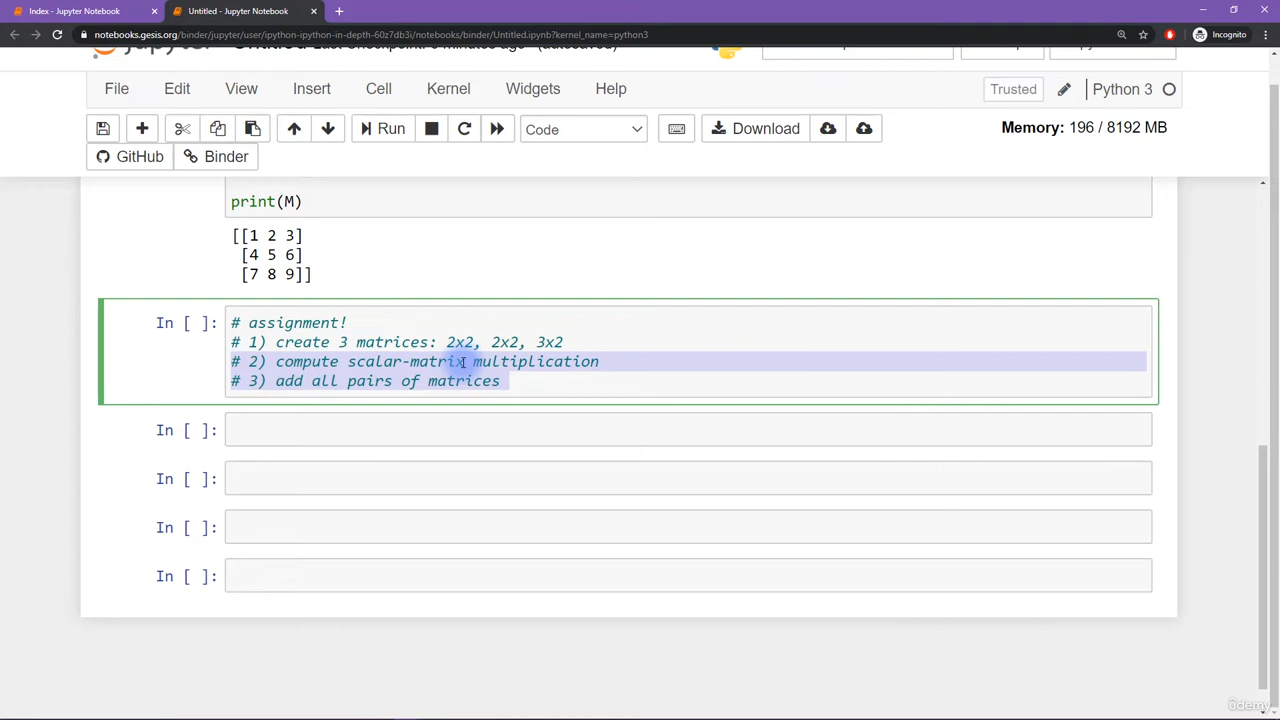 Index - Jupyter Notebook
Untitled - Jupyter Notebook
notebooks.gesis.org/binder/jupyter/user/ipython-ipython-in-depth-60z7db3i/notebooks/binder/Untitled.ipynb?kernel_name=python3
Incognito
File Edit View Insert Cell Kernel Widgets Help
Trusted
Python 3
Run
Code
Download
Memory: 196 / 8192 MB
GitHub
Binder
print(M)
[[1 2 3]
[4 5 6]
[7 8 9]]
In [ ]:
# assignment!
# 1) create 3 matrices: 2x2, 2x2, 3x2
# 2) compute scalar-matrix multiplication
# 3) add all pairs of matrices
In [ ]:
In [ ]:
In [ ]:
In [ ]:
ûdemy